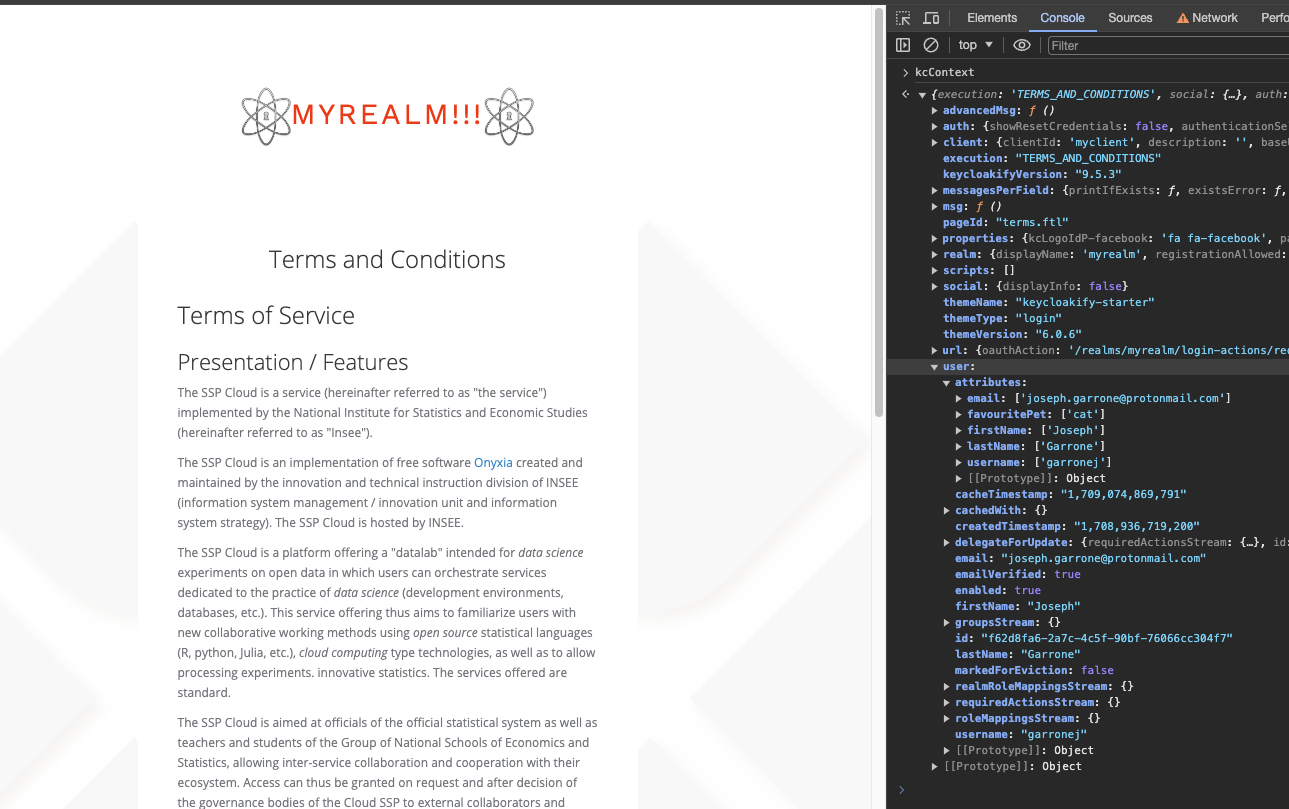 MYREALM!!!
Terms and Conditions
Terms of Service
Presentation / Features
The SSP Cloud is a service (hereinafter referred to as "the service")
implemented by the National Institute for Statistics and Economic Studies
(hereinafter referred to as "Insee").
The SSP Cloud is an implementation of free software Onyxia created and
maintained by the innovation and technical instruction division of INSEE
(information system management / innovation unit and information
system strategy). The SSP Cloud is hosted by INSEE.
The SSP Cloud is a platform offering a "datalab" intended for data science
experiments on open data in which users can orchestrate services
dedicated to the practice of data science (development environments,
databases, etc.). This service offering thus aims to familiarize users with
new collaborative working methods using open source statistical languages
(R, python, Julia, etc.), cloud computing type technologies, as well as to allow
processing experiments. innovative statistics. The services offered are
standard.
The SSP Cloud is aimed at officials of the official statistical system as well as
teachers and students of the Group of National Schools of Economics and
Statistics, allowing inter-service collaboration and cooperation with their
ecosystem. Access can thus be granted on request and after decision of
the governance bodies of the Cloud SSP to external collaborators and
Elements Console Sources Network Perfo
top Filter
kcContext
{execution: 'TERMS_AND_CONDITIONS', social: {…}, auth:
advancedMsg: ƒ ()
auth: {showResetCredentials: false, authenticationSe
client: {clientId: 'myclient', description: '', base
execution: "TERMS_AND_CONDITIONS"
keycloakifyVersion: "9.5.3"
messagesPerField: {printIfExists: ƒ, existsError: ƒ,
msg: ƒ ()
pageId: "terms.ftl"
properties: {kcLogoIdP-facebook: 'fa fa-facebook', pa
realm: {displayName: 'myrealm', registrationAllowed:
scripts: []
social: {displayInfo: false}
themeName: "keycloakify-starter"
themeType: "login"
themeVersion: "6.0.6"
url: {oauthAction: '/realms/myrealm/login-actions/req
user:
attributes:
email: ['joseph.garrone@protonmail.com']
favouritePet: ['cat']
firstName: ['Joseph']
lastName: ['Garrone']
username: ['garronej']
[[Prototype]]: Object
cacheTimestamp: "1,709,074,869,791"
cachedWith: {}
createdTimestamp: "1,708,936,719,200"
delegateForUpdate: {requiredActionsStream: {…}, id:
email: "joseph.garrone@protonmail.com"
emailVerified: true
enabled: true
firstName: "Joseph"
groupsStream: {}
id: "f62d8fa6-2a7c-4c5f-90bf-76066cc304f7"
lastName: "Garrone"
markedForEviction: false
realmRoleMappingsStream: {}
requiredActionsStream: {}
roleMappingsStream: {}
username: "garronej"
[[Prototype]]: Object
[[Prototype]]: Object